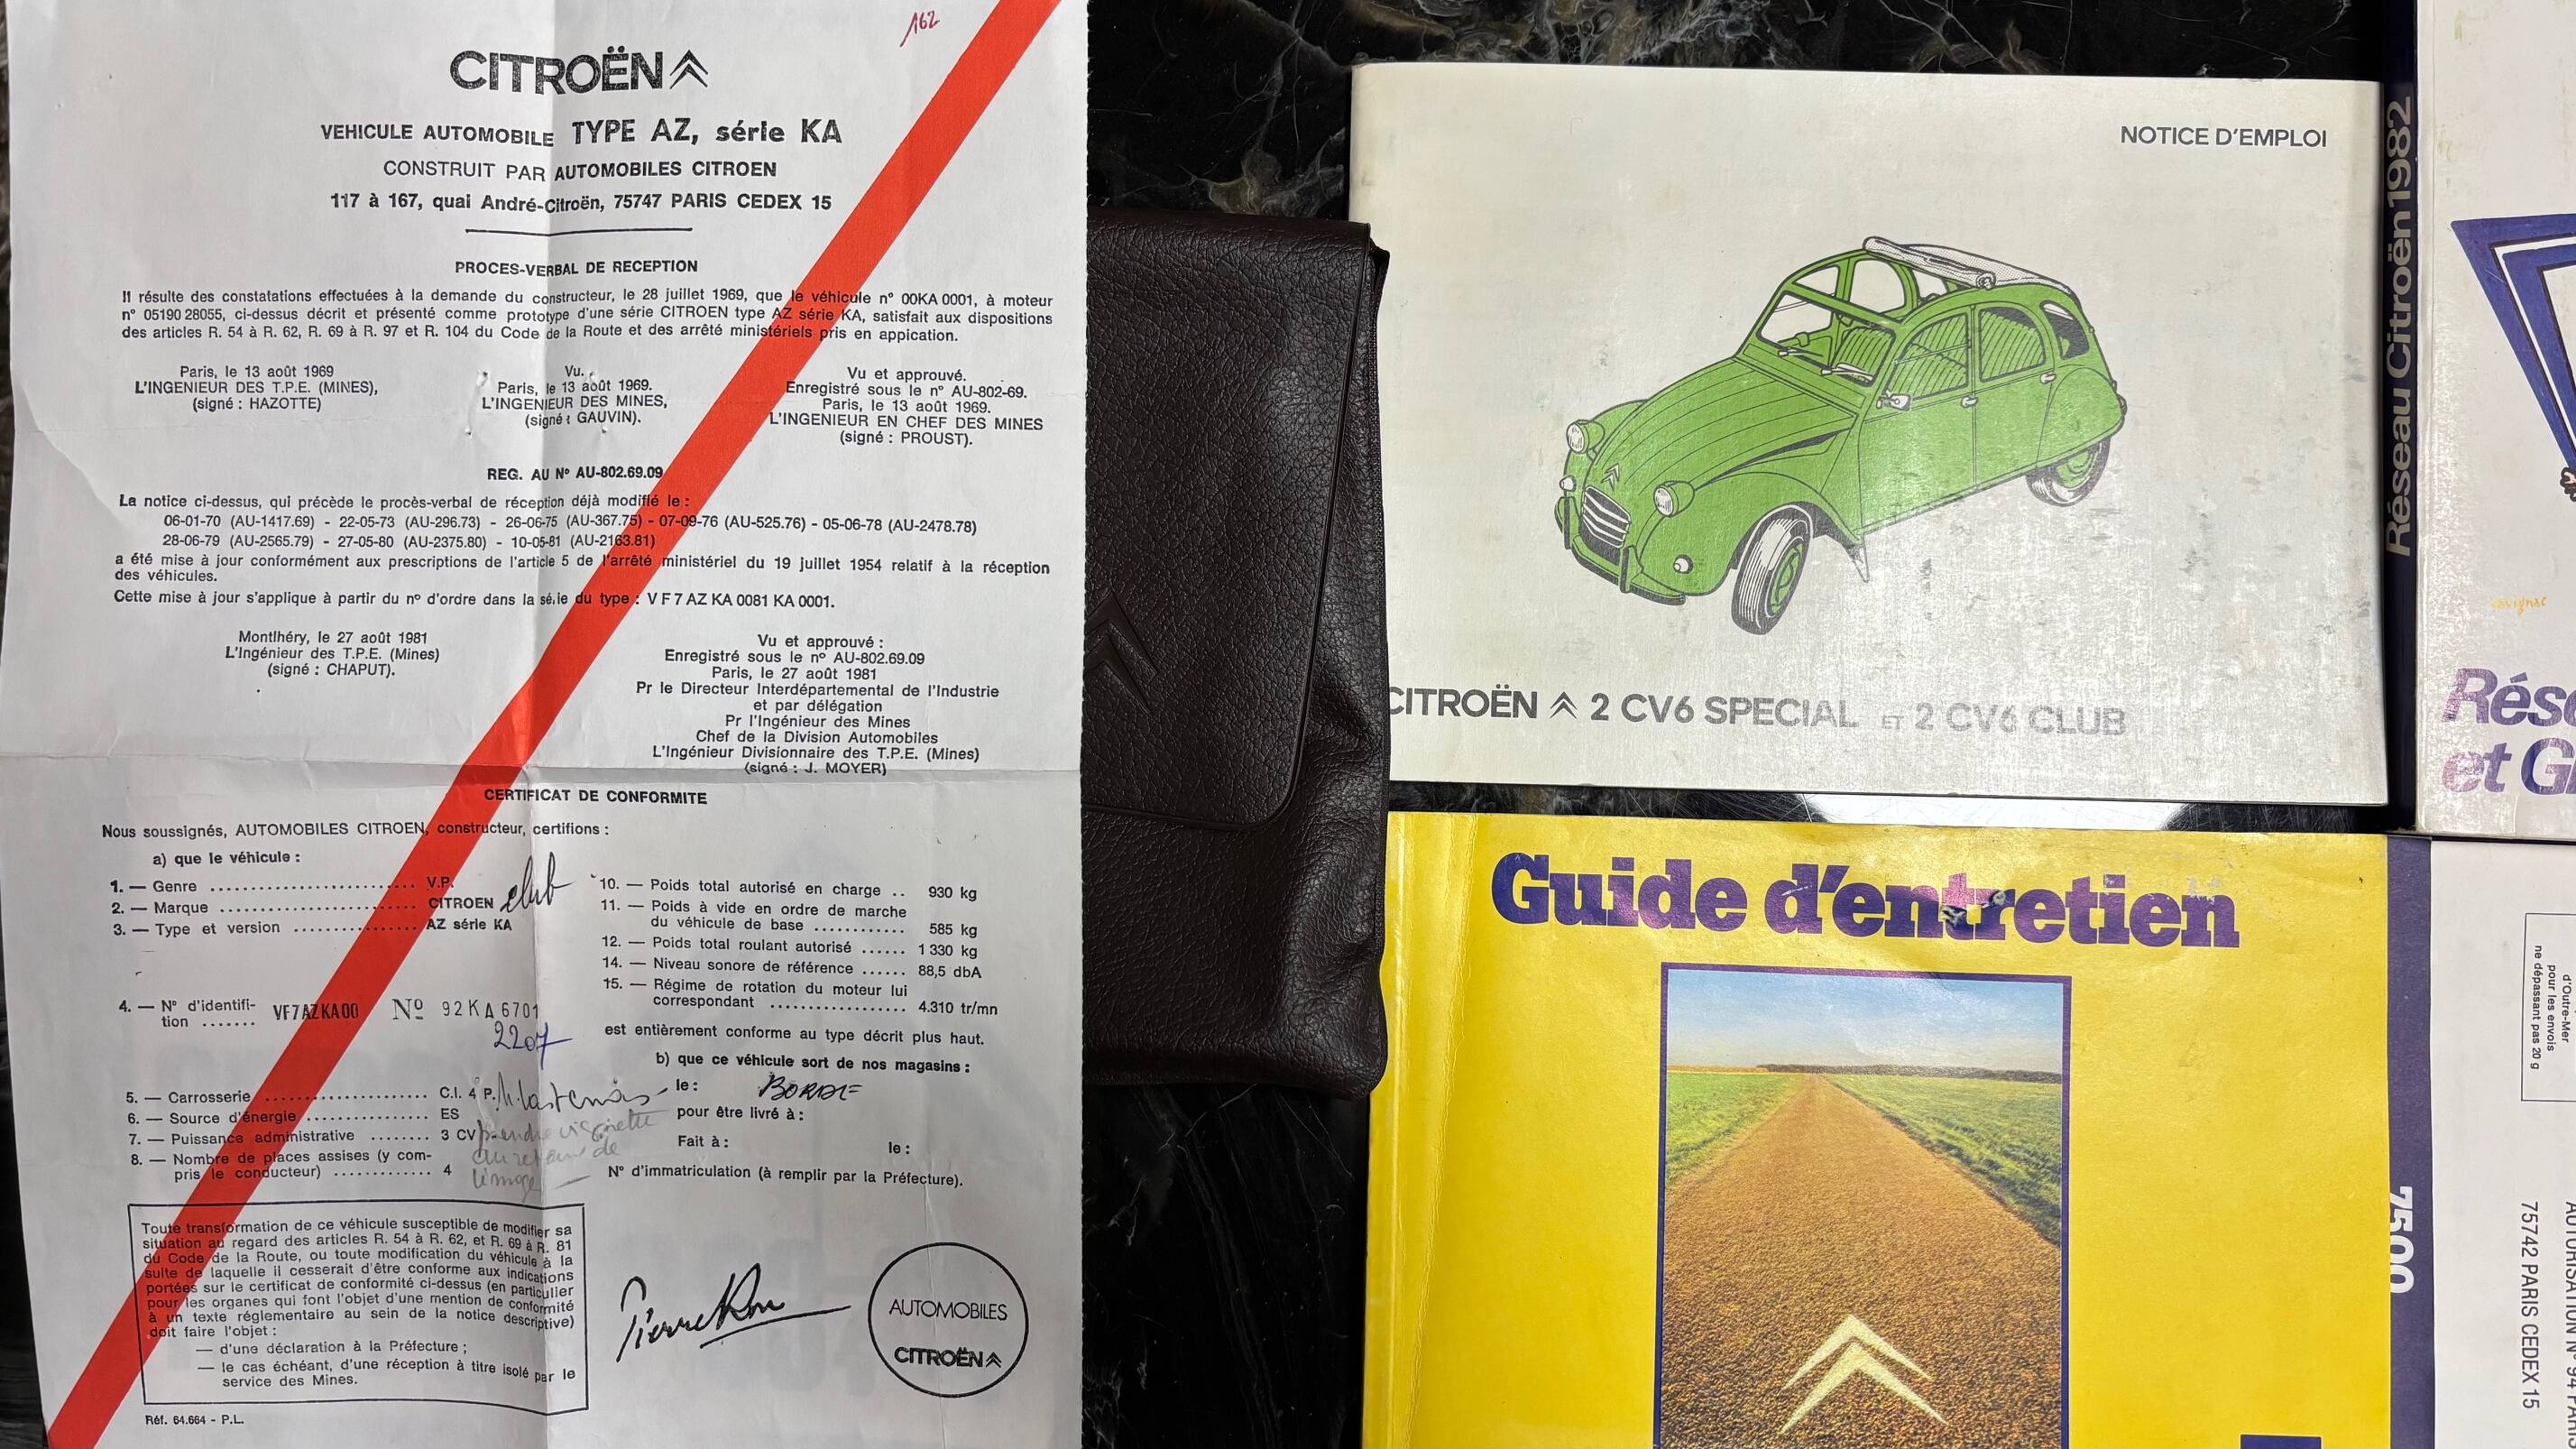 162
CITROËN
VEHICULE AUTOMOBILE TYPE AZ, série KA
CONSTRUIT PAR AUTOMOBILES CITROEN
117 à 167, quai André-Citroën, 75747 PARIS CEDEX 15
PROCES-VERBAL DE RECEPTION
Il résulte des constatations effectuées à la demande du constructeur, le 28 juillet 1969, que le véhicule n° 00KA 0001, à moteur
n° 05190 28055, ci-dessus décrit et présenté comme prototype d'une série CITROEN type AZ série KA, satisfait aux dispositions
des articles R. 54 à R. 62, R. 69 à R. 97 et R. 104 du Code de la Route et des arrêté ministériels pris en appication.
Paris, le 13 août 1969
L'INGENIEUR DES T.P.E. (MINES),
(signé : HAZOTTE)
Vu.
Paris, le 13 août 1969.
L'INGENIEUR DES MINES,
(signé : GAUVIN).
Vu et approuvé.
Enregistré sous le n° AU-802-69.
Paris, le 13 août 1969.
L'INGENIEUR EN CHEF DES MINES
(signé : PROUST).
REG. AU N° AU-802.69.09
La notice ci-dessus, qui précède le procès-verbal de réception déjà modifié le :
06-01-70 (AU-1417.69) - 22-05-73 (AU-296.73) - 26-06-75 (AU-367.75) - 07-09-76 (AU-525.76) - 05-06-78 (AU-2478.78)
28-06-79 (AU-2565.79) - 27-05-80 (AU-2375.80) - 10-05-81 (AU-2163.81)
a été mise à jour conformément aux prescriptions de l'article 5 de l'arrêté ministériel du 19 juillet 1954 relatif à la réception
des véhicules.
Cette mise à jour s'applique à partir du n° d'ordre dans la série du type : V F 7 AZ KA 0081 KA 0001.
Montlhéry, le 27 août 1981
L'Ingénieur des T.P.E. (Mines)
(signé : CHAPUT).
Vu et approuvé :
Enregistré sous le n° AU-802.69.09
Paris, le 27 août 1981
Pr le Directeur Interdépartemental de l'Industrie
et par délégation
Pr l'Ingénieur des Mines
Chef de la Division Automobiles
L'Ingénieur Divisionnaire des T.P.E. (Mines)
(signé : J. MOYER)
CERTIFICAT DE CONFORMITE
Nous soussignés, AUTOMOBILES CITROEN, constructeur, certifions :
a) que le véhicule :
1. — Genre .......... V.P.
2. — Marque .......... CITROEN club
3. — Type et version .......... AZ série KA
4. — N° d'identifi-
tion ....... VF7AZKA00 N° 92KA6701
2207
5. — Carrosserie .......... C.I. 4 P.
6. — Source d'énergie .......... ES
7. — Puissance administrative ........ 3 CV prendre vignette
8. — Nombre de places assises (y com-
pris le conducteur) .......... 4
10. — Poids total autorisé en charge .. 930 kg
11. — Poids à vide en ordre de marche
du véhicule de base .......... 585 kg
12. — Poids total roulant autorisé ...... 1 330 kg
14. — Niveau sonore de référence ...... 88,5 dbA
15. — Régime de rotation du moteur lui
correspondant .......... 4.310 tr/mn
est entièrement conforme au type décrit plus haut.
b) que ce véhicule sort de nos magasins :
le :
pour être livré à :
Fait à : le :
N° d'immatriculation (à remplir par la Préfecture).
Toute transformation de ce véhicule susceptible de modifier sa
situation au regard des articles R. 54 à R. 62, et R. 69 à R. 81
du Code de la Route, ou toute modification du véhicule à la
suite de laquelle il cesserait d'être conforme aux indications
portées sur le certificat de conformité ci-dessus (en particulier
pour les organes qui font l'objet d'une mention de conformité
à un texte réglementaire au sein de la notice descriptive)
doit faire l'objet :
— d'une déclaration à la Préfecture ;
— le cas échéant, d'une réception à titre isolé par le
service des Mines.
Réf. 64.664 - P.L.
AUTOMOBILES
CITROËN
NOTICE D'EMPLOI
CITROËN 2 CV6 SPECIAL ET 2 CV6 CLUB
Guide d'entretien
Réseau Citroën 1982
savignac
et G
7500
d'Outre-Mer
pour les envois
ne dépassant pas 20 g
75742 PARIS CEDEX 15